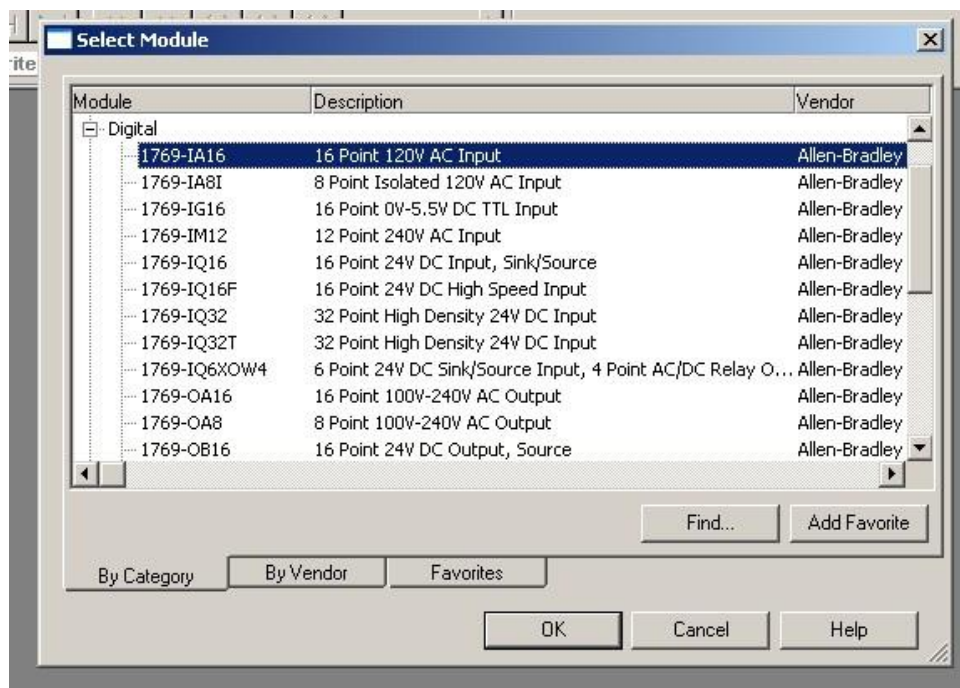 Select Module
rite
Module Description Vendor
Digital
1769-IA16 16 Point 120V AC Input Allen-Bradley
1769-IA8I 8 Point Isolated 120V AC Input Allen-Bradley
1769-IG16 16 Point 0V-5.5V DC TTL Input Allen-Bradley
1769-IM12 12 Point 240V AC Input Allen-Bradley
1769-IQ16 16 Point 24V DC Input, Sink/Source Allen-Bradley
1769-IQ16F 16 Point 24V DC High Speed Input Allen-Bradley
1769-IQ32 32 Point High Density 24V DC Input Allen-Bradley
1769-IQ32T 32 Point High Density 24V DC Input Allen-Bradley
1769-IQ6XOW4 6 Point 24V DC Sink/Source Input, 4 Point AC/DC Relay O... Allen-Bradley
1769-OA16 16 Point 100V-240V AC Output Allen-Bradley
1769-OA8 8 Point 100V-240V AC Output Allen-Bradley
1769-OB16 16 Point 24V DC Output, Source Allen-Bradley
Find... Add Favorite
By Category By Vendor Favorites
OK Cancel Help